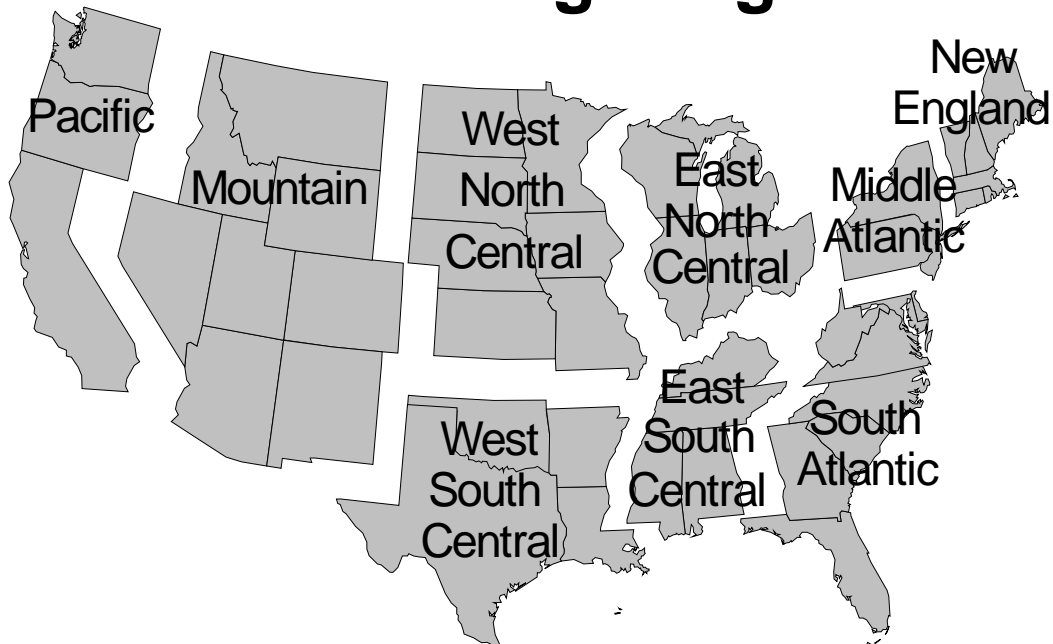 Pacific
Mountain
West
North
Central
East
North
Central
New
England
Middle
Atlantic
West
South
Central
East
South
Central
South
Atlantic